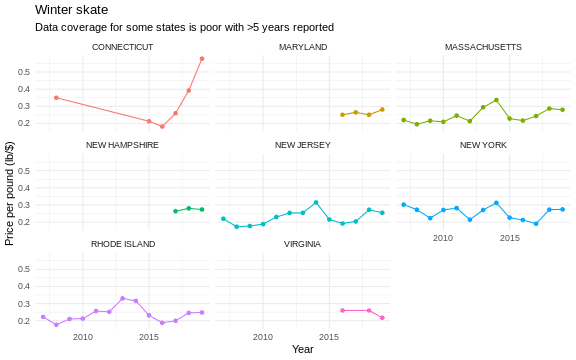 Winter skate
Data coverage for some states is poor with >5 years reported
CONNECTICUT
MARYLAND
MASSACHUSETTS
0.5
0.4
0.3
0.2
NEW HAMPSHIRE
NEW JERSEY
NEW YORK
0.5
0.4
0.3
0.2
2010
2015
RHODE ISLAND
VIRGINIA
0.5
0.4
0.3
0.2
2010
2015
2010
2015
Price per pound (lb/$)
Year